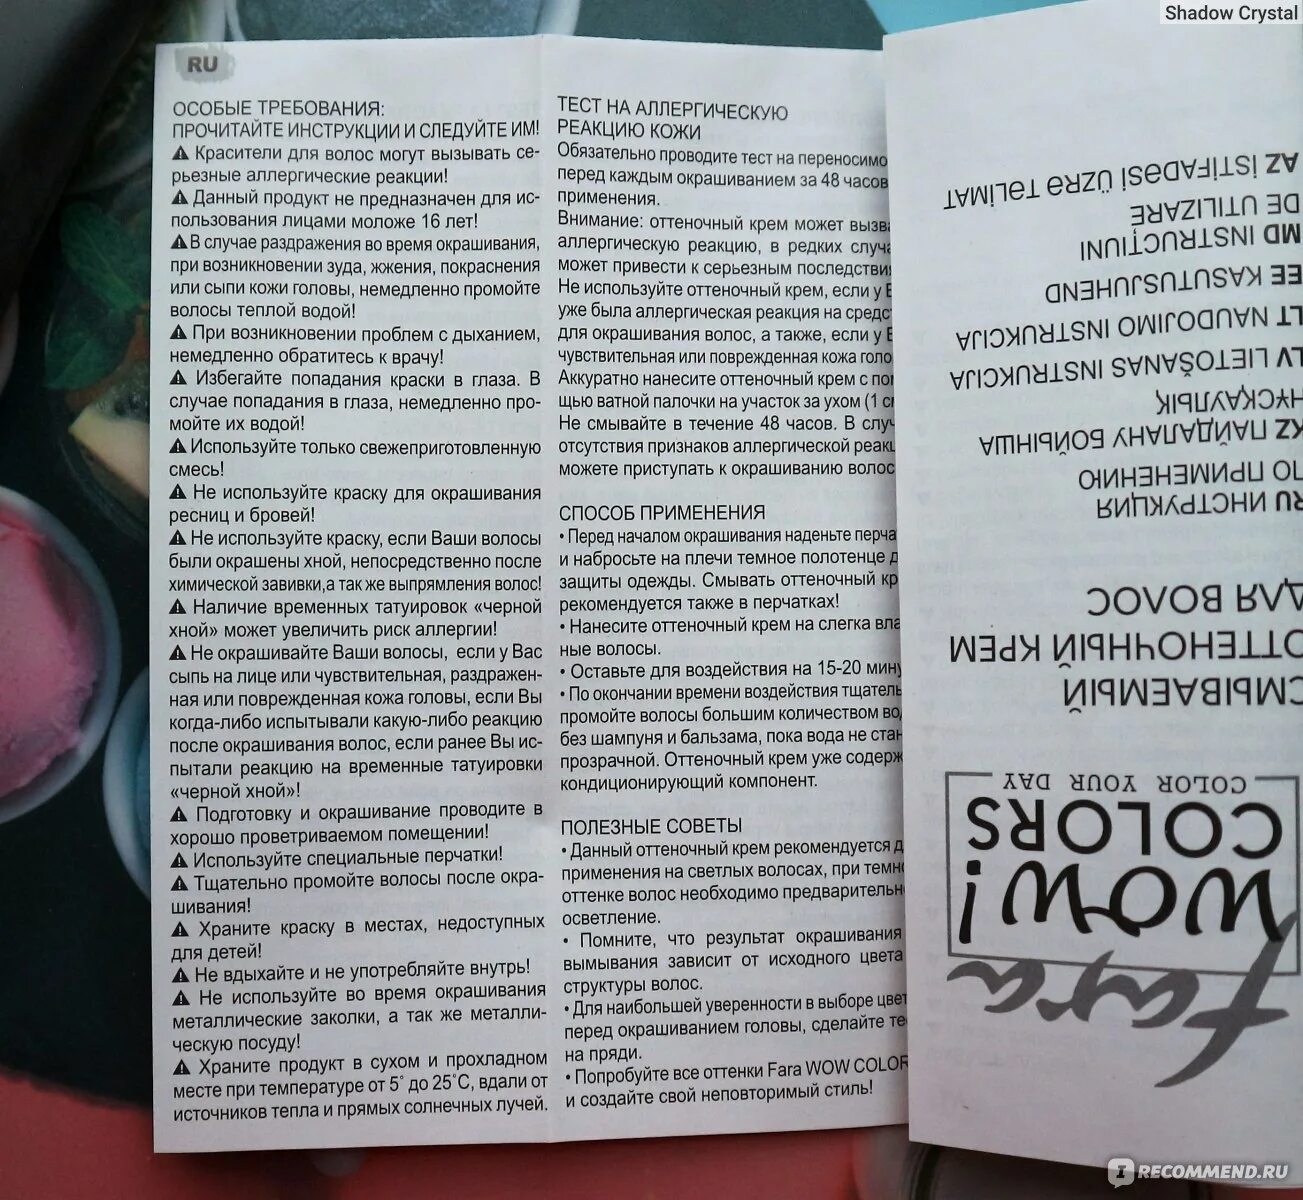 Shadow Crystal
RU
ОСОБЫЕ ТРЕБОВАНИЯ:
ПРОЧИТАЙТЕ ИНСТРУКЦИИ И СЛЕДУЙТЕ ИМ!
⚠ Красители для волос могут вызывать се-
рьезные аллергические реакции!
⚠ Данный продукт не предназначен для ис-
пользования лицами моложе 16 лет!
⚠ В случае раздражения во время окрашивания,
при возникновении зуда, жжения, покраснения
или сыпи кожи головы, немедленно промойте
волосы теплой водой!
⚠ При возникновении проблем с дыханием,
немедленно обратитесь к врачу!
⚠ Избегайте попадания краски в глаза. В
случае попадания в глаза, немедленно про-
мойте их водой!
⚠ Используйте только свежеприготовленную
смесь!
⚠ Не используйте краску для окрашивания
ресниц и бровей!
⚠ Не используйте краску, если Ваши волосы
были окрашены хной, непосредственно после
химической завивки,а так же выпрямления волос!
⚠ Наличие временных татуировок «черной
хной» может увеличить риск аллергии!
⚠ Не окрашивайте Ваши волосы, если у Вас
сыпь на лице или чувствительная, раздражен-
ная или поврежденная кожа головы, если Вы
когда-либо испытывали какую-либо реакцию
после окрашивания волос, если ранее Вы ис-
пытали реакцию на временные татуировки
«черной хной»!
⚠ Подготовку и окрашивание проводите в
хорошо проветриваемом помещении!
⚠ Используйте специальные перчатки!
⚠ Тщательно промойте волосы после окра-
шивания!
⚠ Храните краску в местах, недоступных
для детей!
⚠ Не вдыхайте и не употребляйте внутрь!
⚠ Не используйте во время окрашивания
металлические заколки, а так же металли-
ческую посуду!
⚠ Храните продукт в сухом и прохладном
месте при температуре от 5˚ до 25˚С, вдали от
источников тепла и прямых солнечных лучей.
ТЕСТ НА АЛЛЕРГИЧЕСКУЮ
РЕАКЦИЮ КОЖИ
Обязательно проводите тест на переносимо
перед каждым окрашиванием за 48 часов
применения.
Внимание: оттеночный крем может вызва
аллергическую реакцию, в редких случа
может привести к серьезным последствия
Не используйте оттеночный крем, если у В
уже была аллергическая реакция на средс
для окрашивания волос, а также, если у В
чувствительная или поврежденная кожа голо
Аккуратно нанесите оттеночный крем с по
щью ватной палочки на участок за ухом (1 с
Не смывайте в течение 48 часов. В случ
отсутствия признаков аллергической реакц
можете приступать к окрашиванию волос
СПОСОБ ПРИМЕНЕНИЯ
• Перед началом окрашивания наденьте перча
и набросьте на плечи темное полотенце д
защиты одежды. Смывать оттеночный кр
рекомендуется также в перчатках!
• Нанесите оттеночный крем на слегка вла
ные волосы.
• Оставьте для воздействия на 15-20 мину
• По окончании времени воздействия тщатель
промойте волосы большим количеством во
без шампуня и бальзама, пока вода не стан
прозрачной. Оттеночный крем уже содерж
кондиционирующий компонент.
ПОЛЕЗНЫЕ СОВЕТЫ
• Данный оттеночный крем рекомендуется д
применения на светлых волосах, при темно
оттенке волос необходимо предварительн
осветление.
• Помните, что результат окрашивания
вымывания зависит от исходного цвета
структуры волос.
• Для наибольшей уверенности в выборе цвет
перед окрашиванием головы, сделайте те
на пряди.
• Попробуйте все оттенки Fara WOW COLOR
и создайте свой неповторимый стиль!
fara
WOW!
COLORS
COLOR YOUR DAY
СМЫВАЕМЫЙ
ОТТЕНОЧНЫЙ КРЕМ
ДЛЯ ВОЛОС
RU ИНСТРУКЦИЯ
ПО ПРИМЕНЕНИЮ
KZ ПАЙДАЛАНУ БОЙЫНША
НҰСҚАУЛЫҚ
LV LIETOŠANAS INSTRUKCIJA
LT NAUDOJIMO INSTRUKCIJA
EE KASUTUSJUHEND
MD INSTRUCȚIUNI
DE UTILIZARE
AZ İSTİFADƏSİ ÜZRƏ TƏLİMAT
IRECOMMEND.RU